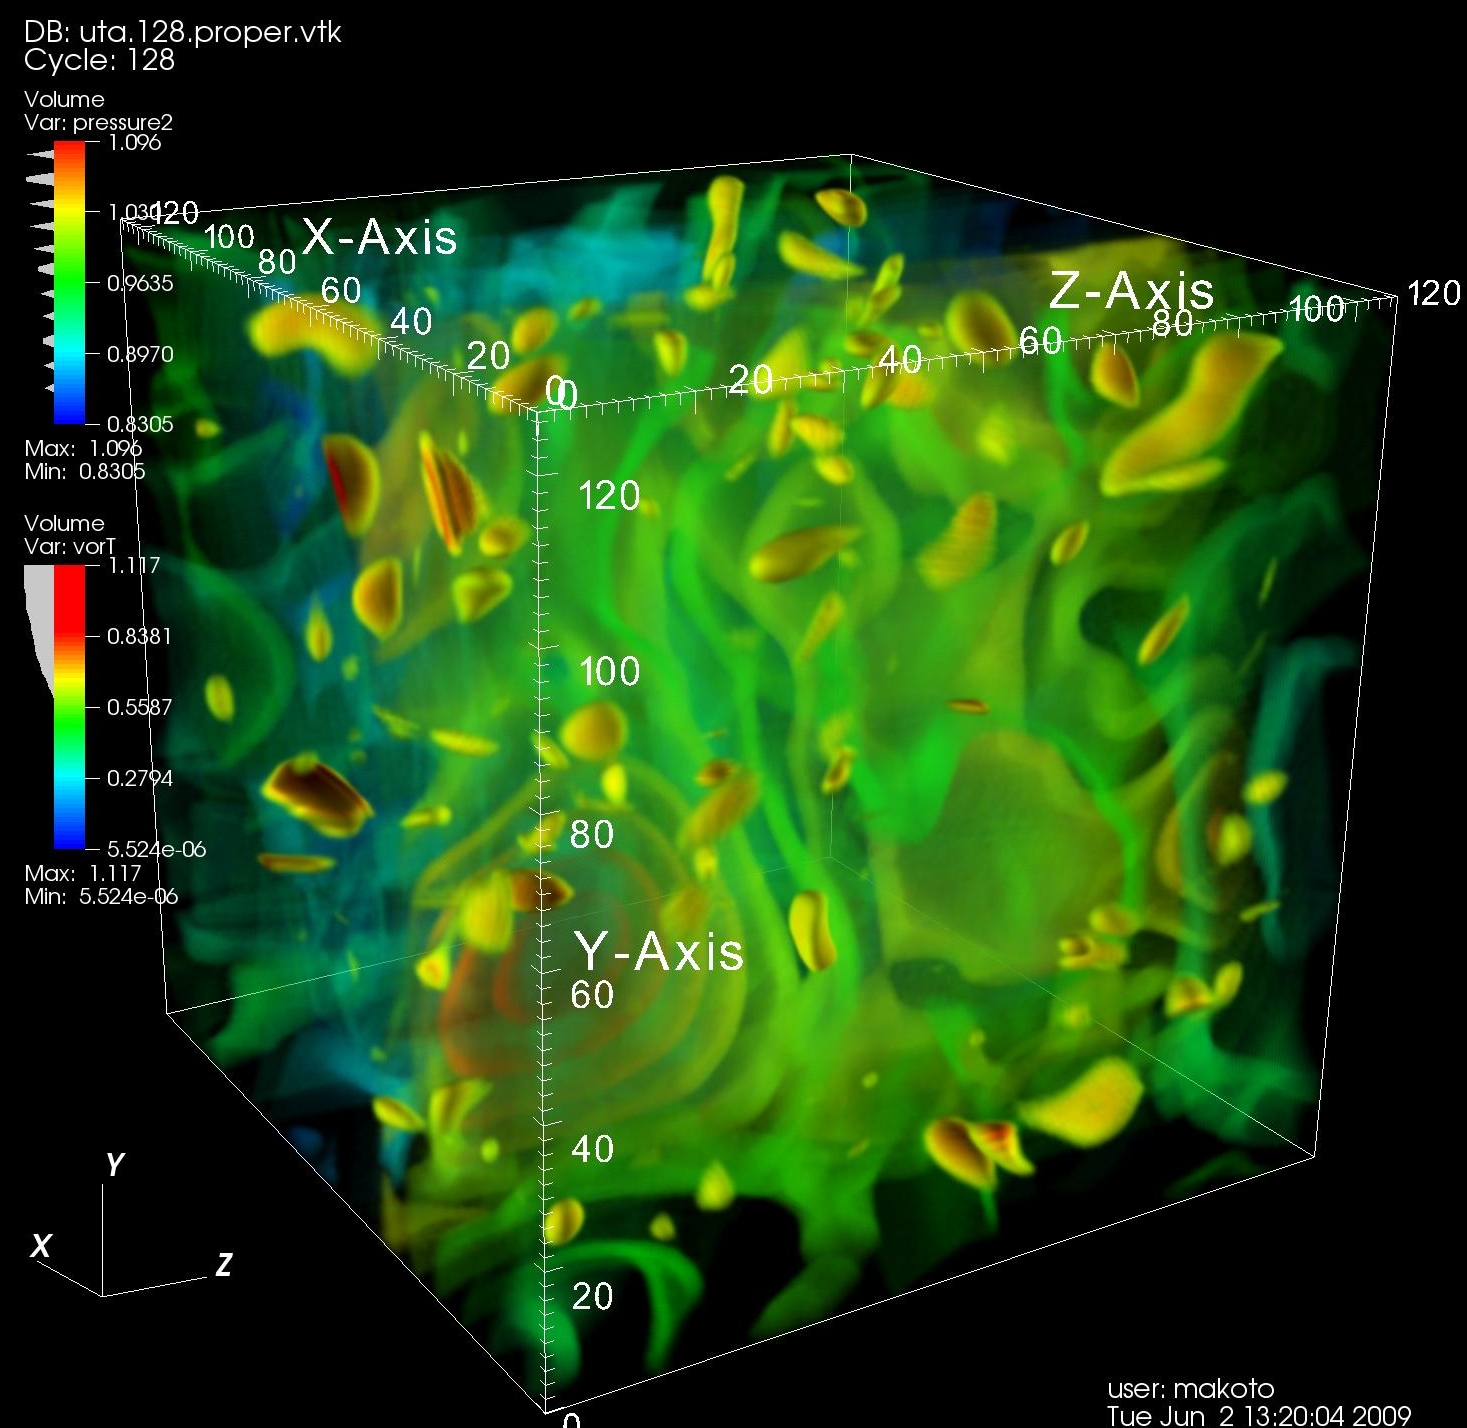 DB: uta.128.proper.vtk
Cycle: 128
Volume
Var: pressure2
1.096
1.030
0.9635
0.8970
0.8305
Max: 1.096
Min: 0.8305
Volume
Var: vorT
1.117
0.8381
0.5587
0.2794
5.524e-06
Max: 1.117
Min: 5.524e-06
X-Axis
120
100
80
60
40
20
0
Z-Axis
0
20
40
60
80
100
120
Y-Axis
120
100
80
60
40
20
0
Y
X
Z
user: makoto
Tue Jun 2 13:20:04 2009